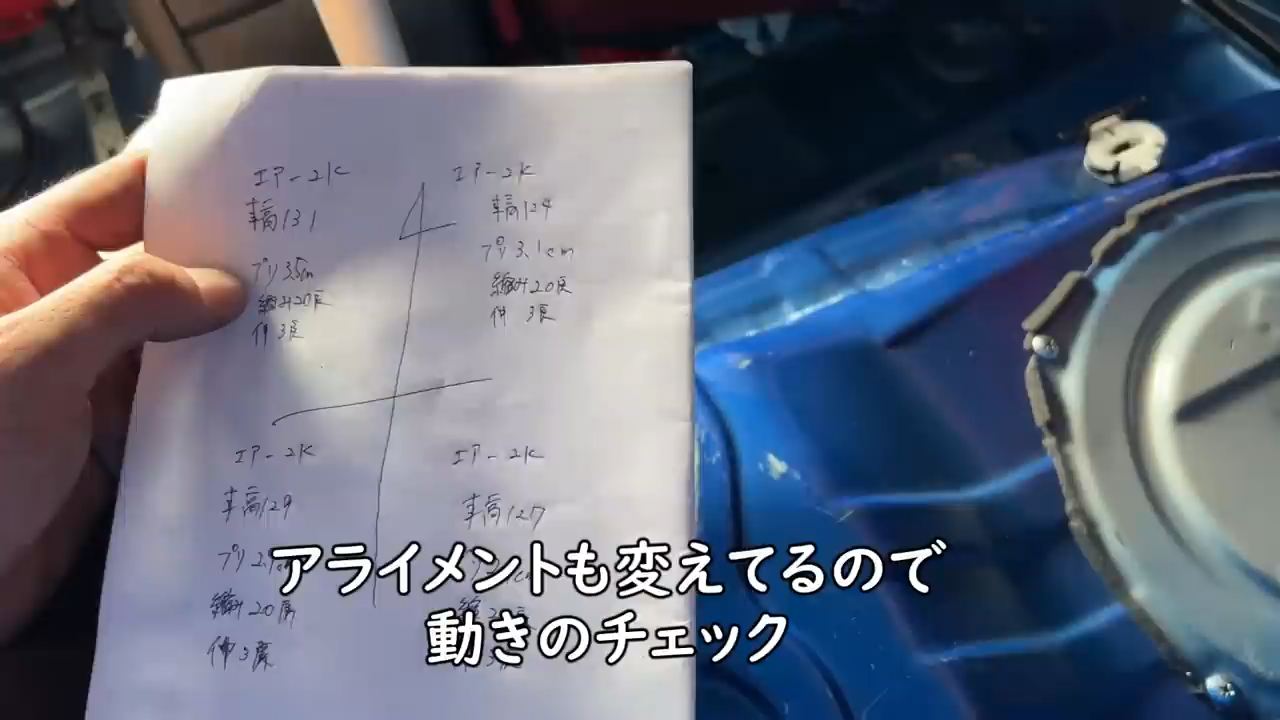 エアー2K
車高131
プリ3.5cm
縮み20戻
伸 3戻
エアー2K
車高124
プリ3.1cm
縮み20戻
伸 3戻
エアー2K
車高129
縮み20戻
伸 3戻
エアー2K
車高127
アライメントも変えてるので
動きのチェック